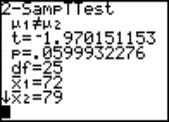 2-SampTTest
μ1≠μ2
t=-1.970151153
p=.0599932276
df=25
x̄1=72
↓x̄2=79